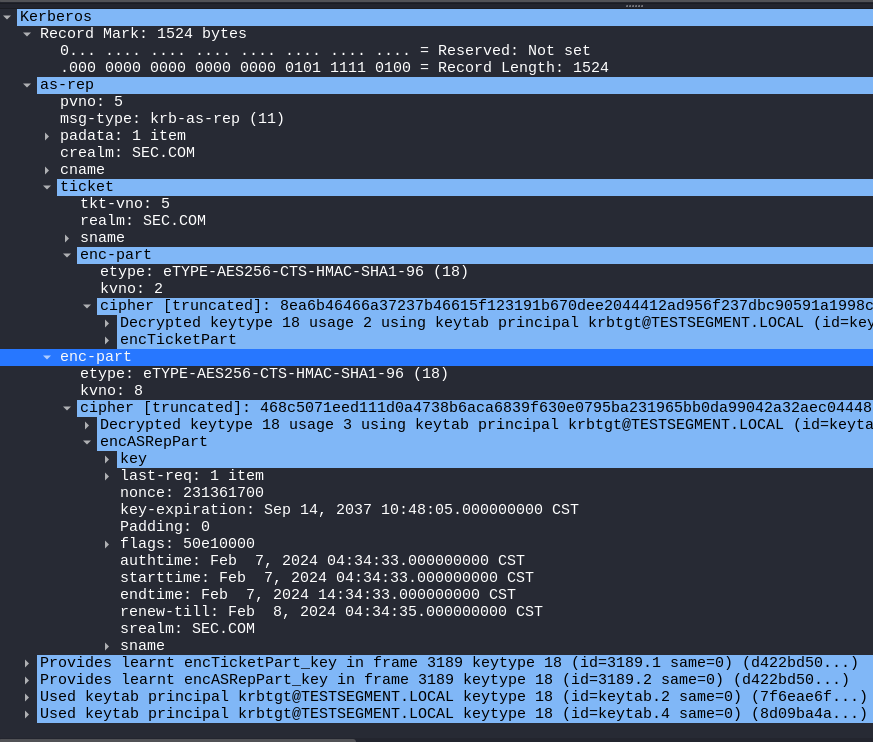 Kerberos
Record Mark: 1524 bytes
0... .... .... .... .... .... .... .... = Reserved: Not set
.000 0000 0000 0000 0000 0101 1111 0100 = Record Length: 1524
as-rep
pvno: 5
msg-type: krb-as-rep (11)
padata: 1 item
crealm: SEC.COM
cname
ticket
tkt-vno: 5
realm: SEC.COM
sname
enc-part
etype: eTYPE-AES256-CTS-HMAC-SHA1-96 (18)
kvno: 2
cipher [truncated]: 8ea6b46466a37237b46615f123191b670dee2044412ad956f237dbc90591a1998c
Decrypted keytype 18 usage 2 using keytab principal krbtgt@TESTSEGMENT.LOCAL (id=key
encTicketPart
enc-part
etype: eTYPE-AES256-CTS-HMAC-SHA1-96 (18)
kvno: 8
cipher [truncated]: 468c5071eed111d0a4738b6aca6839f630e0795ba231965bb0da99042a32aec04448
Decrypted keytype 18 usage 3 using keytab principal krbtgt@TESTSEGMENT.LOCAL (id=keyta
encASRepPart
key
last-req: 1 item
nonce: 231361700
key-expiration: Sep 14, 2037 10:48:05.000000000 CST
Padding: 0
flags: 50e10000
authtime: Feb  7, 2024 04:34:33.000000000 CST
starttime: Feb  7, 2024 04:34:33.000000000 CST
endtime: Feb  7, 2024 14:34:33.000000000 CST
renew-till: Feb  8, 2024 04:34:35.000000000 CST
srealm: SEC.COM
sname
Provides learnt encTicketPart_key in frame 3189 keytype 18 (id=3189.1 same=0) (d422bd50...)
Provides learnt encASRepPart_key in frame 3189 keytype 18 (id=3189.2 same=0) (d422bd50...)
Used keytab principal krbtgt@TESTSEGMENT.LOCAL keytype 18 (id=keytab.2 same=0) (7f6eae6f...)
Used keytab principal krbtgt@TESTSEGMENT.LOCAL keytype 18 (id=keytab.4 same=0) (8d09ba4a...)